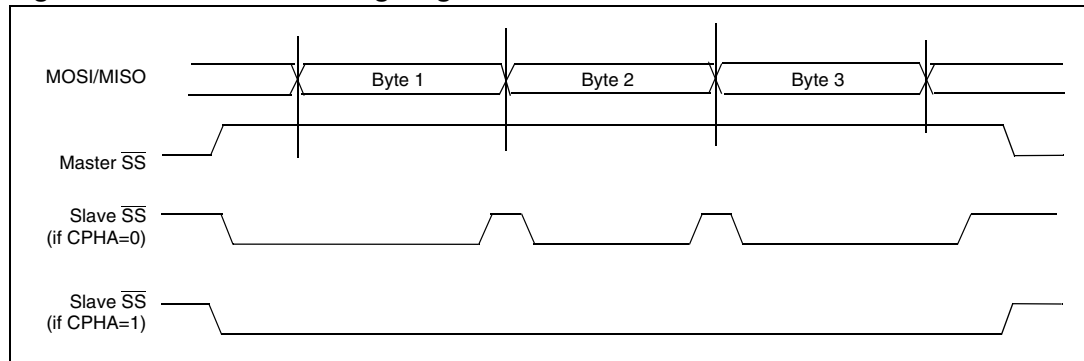 MOSI/MISO
Byte 1 Byte 2 Byte 3
Master SS
Slave SS
(if CPHA=0)
Slave SS
(if CPHA=1)